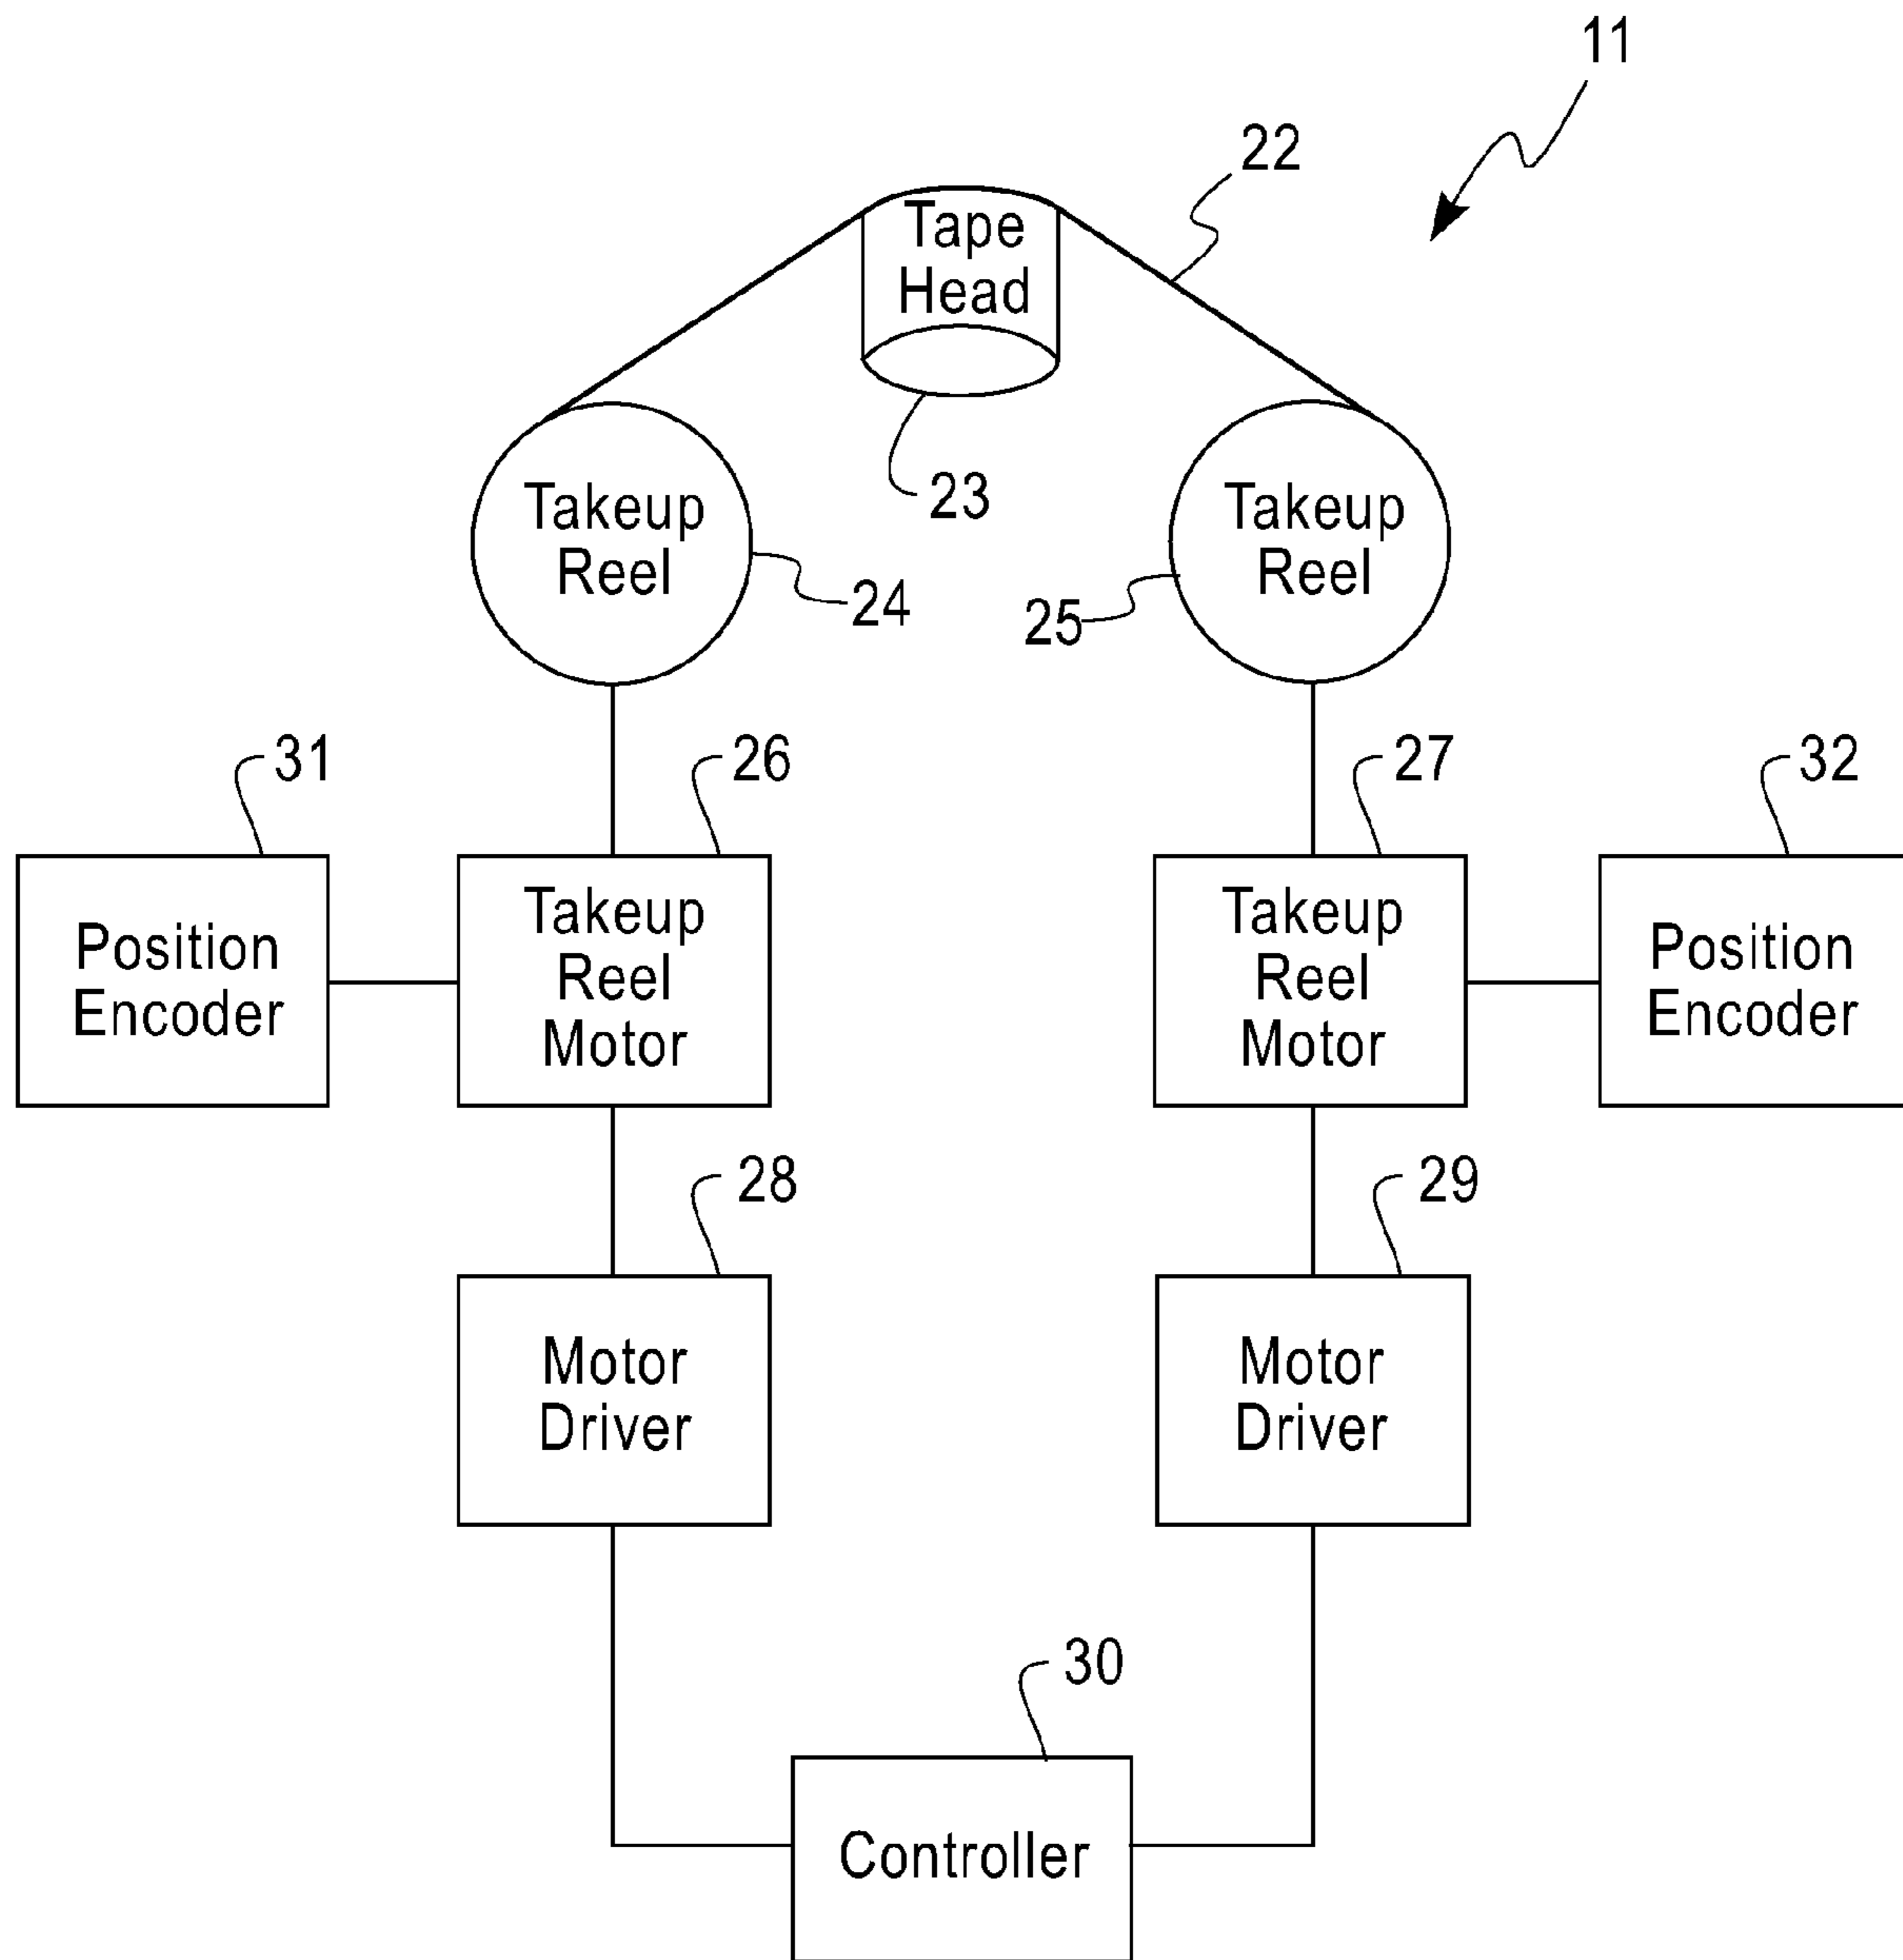 11
22
Tape
Head
23
Takeup
Reel
24
Takeup
Reel
25
31
26
27
32
Position
Encoder
Takeup
Reel
Motor
Takeup
Reel
Motor
Position
Encoder
28
29
Motor
Driver
Motor
Driver
30
Controller